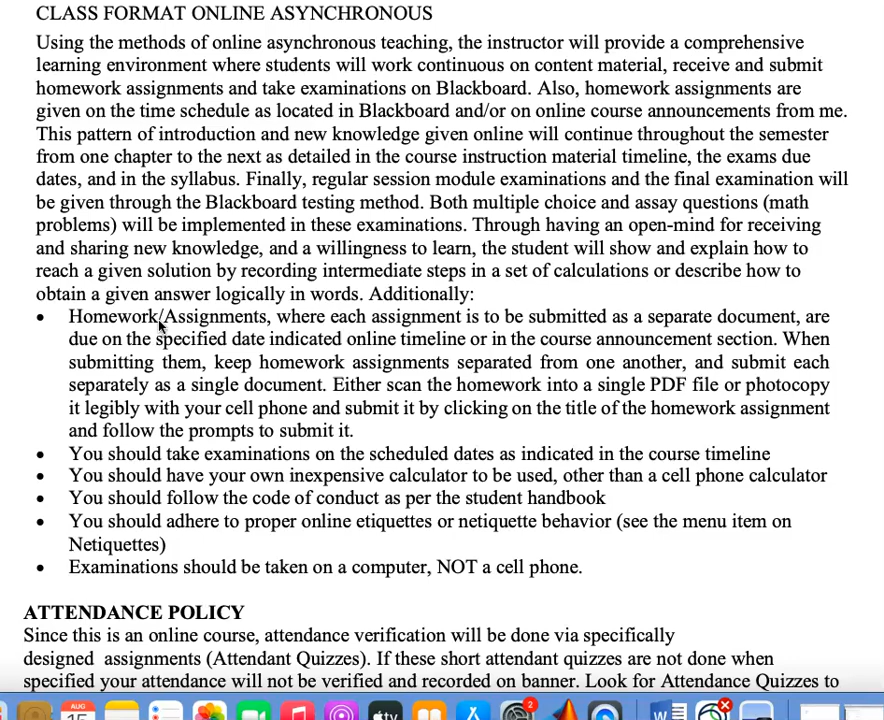 CLASS FORMAT ONLINE ASYNCHRONOUS
Using the methods of online asynchronous teaching, the instructor will provide a comprehensive
learning environment where students will work continuous on content material, receive and submit
homework assignments and take examinations on Blackboard. Also, homework assignments are
given on the time schedule as located in Blackboard and/or on online course announcements from me.
This pattern of introduction and new knowledge given online will continue throughout the semester
from one chapter to the next as detailed in the course instruction material timeline, the exams due
dates, and in the syllabus. Finally, regular session module examinations and the final examination will
be given through the Blackboard testing method. Both multiple choice and assay questions (math
problems) will be implemented in these examinations. Through having an open-mind for receiving
and sharing new knowledge, and a willingness to learn, the student will show and explain how to
reach a given solution by recording intermediate steps in a set of calculations or describe how to
obtain a given answer logically in words. Additionally:
• Homework/Assignments, where each assignment is to be submitted as a separate document, are
due on the specified date indicated online timeline or in the course announcement section. When
submitting them, keep homework assignments separated from one another, and submit each
separately as a single document. Either scan the homework into a single PDF file or photocopy
it legibly with your cell phone and submit it by clicking on the title of the homework assignment
and follow the prompts to submit it.
• You should take examinations on the scheduled dates as indicated in the course timeline
• You should have your own inexpensive calculator to be used, other than a cell phone calculator
• You should follow the code of conduct as per the student handbook
• You should adhere to proper online etiquettes or netiquette behavior (see the menu item on
Netiquettes)
• Examinations should be taken on a computer, NOT a cell phone.
ATTENDANCE POLICY
Since this is an online course, attendance verification will be done via specifically
designed assignments (Attendant Quizzes). If these short attendant quizzes are not done when
specified your attendance will not be verified and recorded on banner. Look for Attendance Quizzes to
AUG
tv
2
W